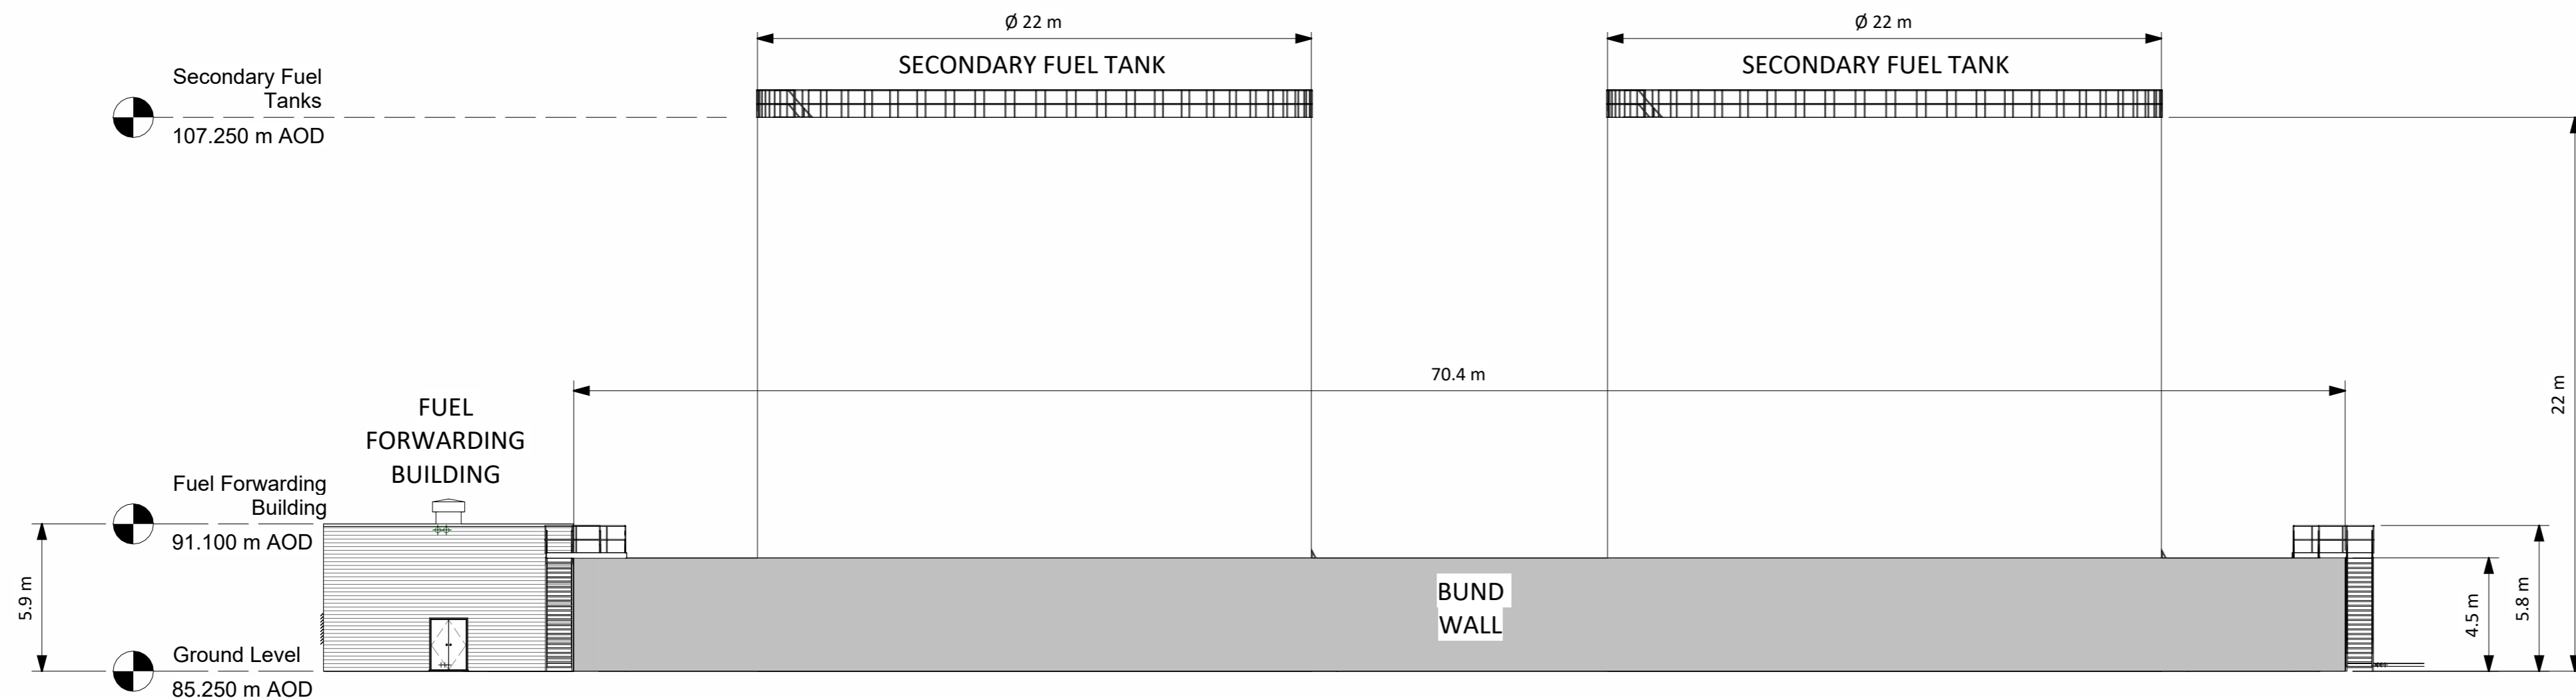 Ø 22 m
Ø 22 m
SECONDARY FUEL TANK
SECONDARY FUEL TANK
Secondary Fuel
Tanks
107.250 m AOD
70.4 m
22 m
FUEL
FORWARDING
BUILDING
Fuel Forwarding
Building
91.100 m AOD
5.9 m
BUND
WALL
4.5 m
5.8 m
Ground Level
85.250 m AOD